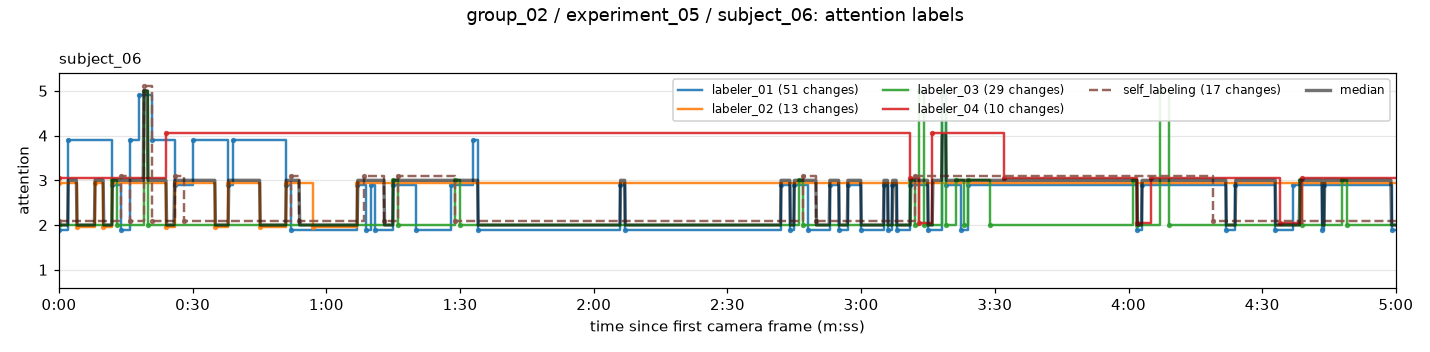 group_02 / experiment_05 / subject_06: attention labels
subject_06
labeler_01 (51 changes)
labeler_02 (13 changes)
labeler_03 (29 changes)
labeler_04 (10 changes)
self_labeling (17 changes)
median
attention
5
4
3
2
1
0:00
0:30
1:00
1:30
2:00
2:30
3:00
3:30
4:00
4:30
5:00
time since first camera frame (m:ss)